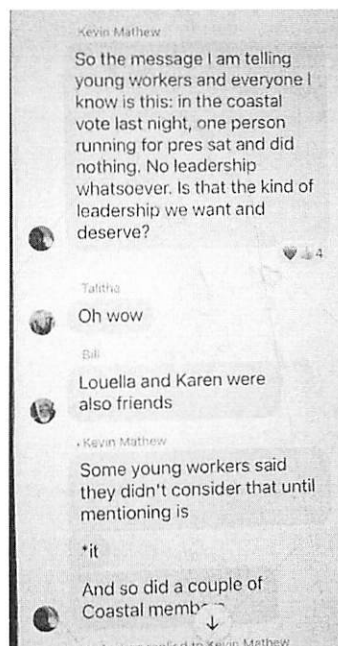 Kevin Mathew
So the message I am telling
young workers and everyone I
know is this: in the coastal
vote last night, one person
running for pres sat and did
nothing. No leadership
whatsoever. Is that the kind of
leadership we want and
deserve?
4
Talitha
Oh wow
Bill
Louella and Karen were
also friends
Kevin Mathew
Some young workers said
they didn't consider that until
mentioning is
*it
And so did a couple of
Coastal
to Kevin Mathew